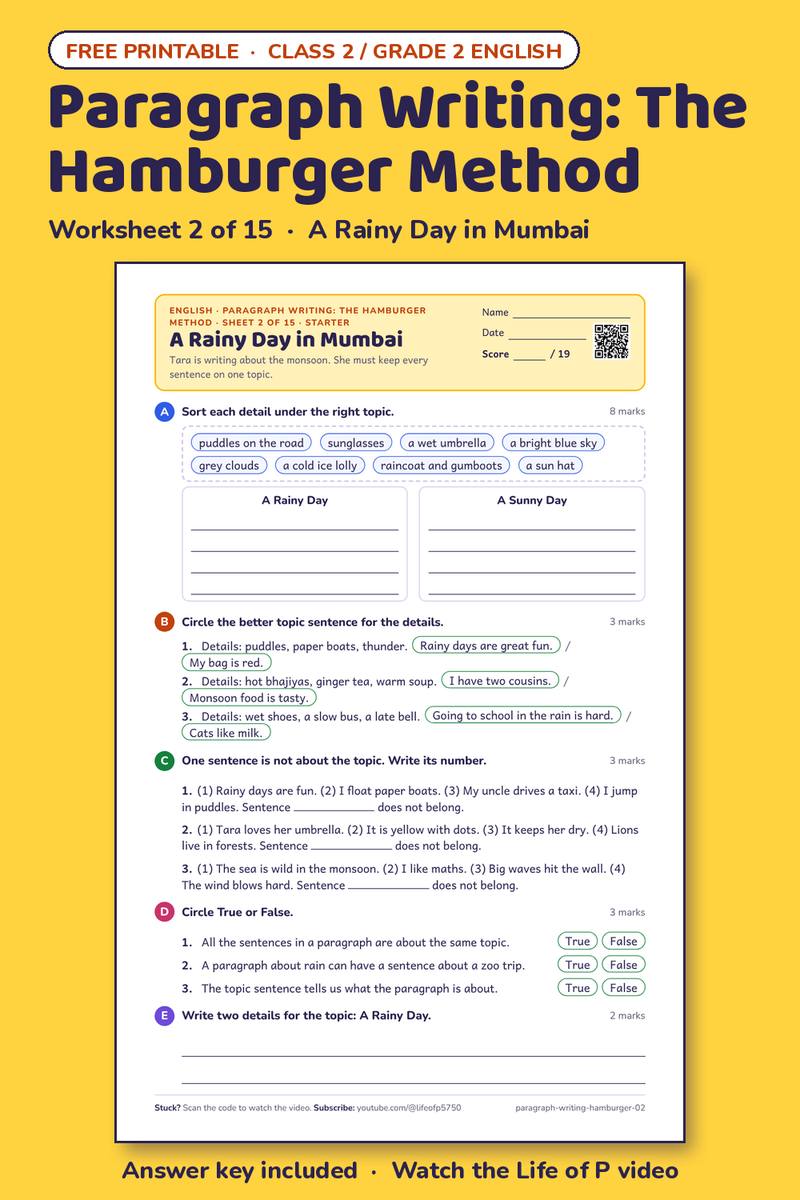 FREE PRINTABLE · CLASS 2 / GRADE 2 ENGLISH
Paragraph Writing: The
Hamburger Method
Worksheet 2 of 15 · A Rainy Day in Mumbai
ENGLISH · PARAGRAPH WRITING: THE HAMBURGER
METHOD · SHEET 2 OF 15 · STARTER
A Rainy Day in Mumbai
Tara is writing about the monsoon. She must keep every
sentence on one topic.
Name
Date
Score / 19
A Sort each detail under the right topic. 8 marks
puddles on the road sunglasses a wet umbrella a bright blue sky
grey clouds a cold ice lolly raincoat and gumboots a sun hat
A Rainy Day A Sunny Day
B Circle the better topic sentence for the details. 3 marks
1. Details: puddles, paper boats, thunder. Rainy days are great fun. /
My bag is red.
2. Details: hot bhajiyas, ginger tea, warm soup. I have two cousins. /
Monsoon food is tasty.
3. Details: wet shoes, a slow bus, a late bell. Going to school in the rain is hard. /
Cats like milk.
C One sentence is not about the topic. Write its number. 3 marks
1. (1) Rainy days are fun. (2) I float paper boats. (3) My uncle drives a taxi. (4) I jump
in puddles. Sentence ____ does not belong.
2. (1) Tara loves her umbrella. (2) It is yellow with dots. (3) It keeps her dry. (4) Lions
live in forests. Sentence ____ does not belong.
3. (1) The sea is wild in the monsoon. (2) I like maths. (3) Big waves hit the wall. (4)
The wind blows hard. Sentence ____ does not belong.
D Circle True or False. 3 marks
1. All the sentences in a paragraph are about the same topic. True False
2. A paragraph about rain can have a sentence about a zoo trip. True False
3. The topic sentence tells us what the paragraph is about. True False
E Write two details for the topic: A Rainy Day. 2 marks
Stuck? Scan the code to watch the video. Subscribe: youtube.com/@lifeofp5750 paragraph-writing-hamburger-02
Answer key included · Watch the Life of P video